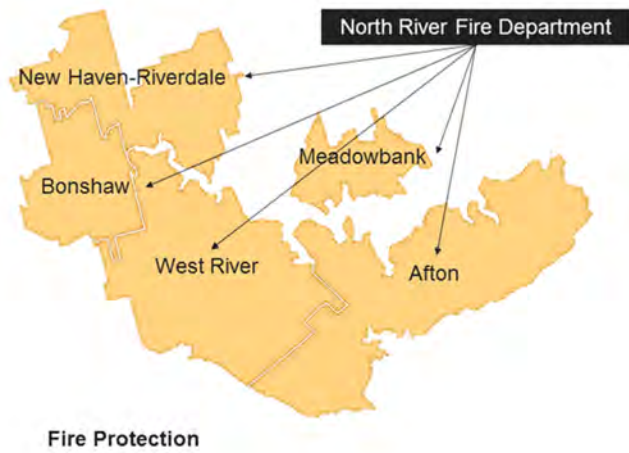 North River Fire Department
New Haven-Riverdale
Meadowbank
Bonshaw
West River
Afton
Fire Protection